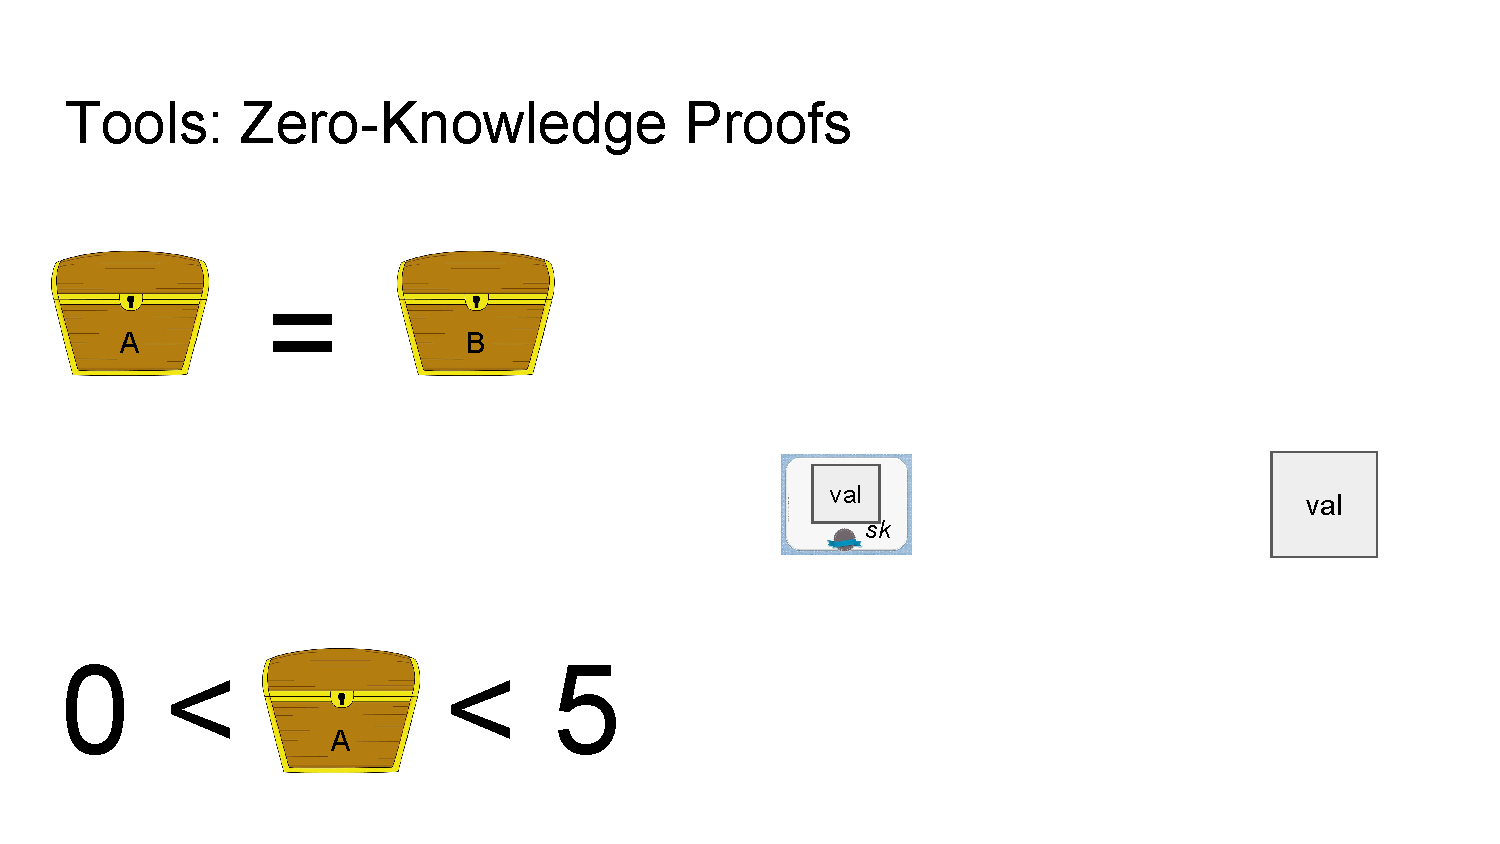 Tools: Zero-Knowledge Proofs
A = B
val
sk
val
0 < A < 5